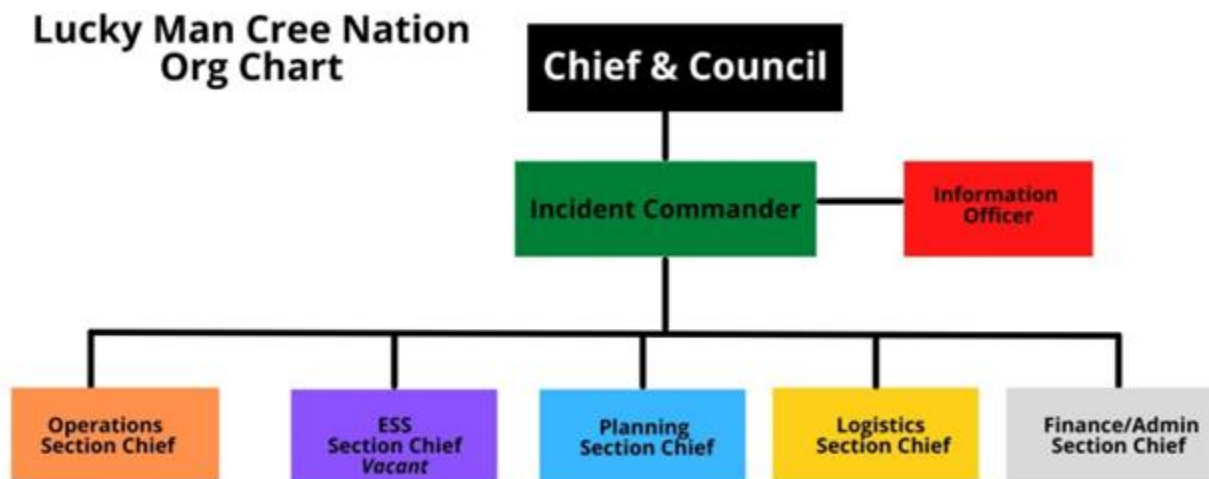 Lucky Man Cree Nation
Org Chart
Chief & Council
Incident Commander
Information
Officer
Operations
Section Chief
ESS
Section Chief
Vacant
Planning
Section Chief
Logistics
Section Chief
Finance/Admin
Section Chief